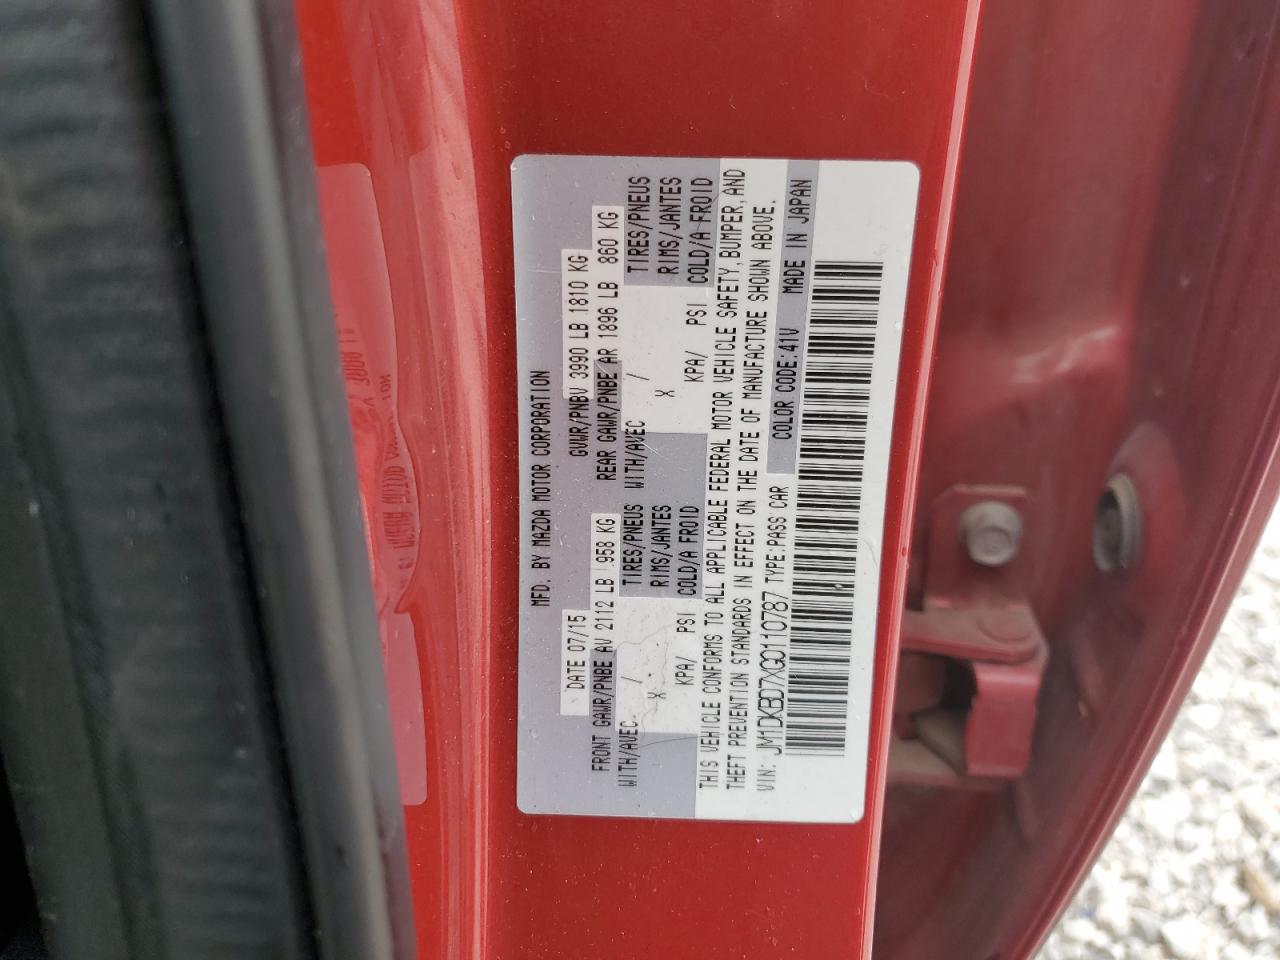 MFD. BY MAZDA MOTOR CORPORATION
DATE 07/15 GVWR/PNBV 3990 LB 1810 KG
FRONT GAWR/PNBE AV 2112 LB 958 KG REAR GAWR/PNBE AR 1896 LB 860 KG
WITH/AVEC. TIRES/PNEUS WITH/AVEC TIRES/PNEUS
X / RIMS/JANTES X / RIMS/JANTES
KPA/ PSI COLD/A FROID KPA/ PSI COLD/A FROID
THIS VEHICLE CONFORMS TO ALL APPLICABLE FEDERAL MOTOR VEHICLE SAFETY, BUMPER, AND
THEFT PREVENTION STANDARDS IN EFFECT ON THE DATE OF MANUFACTURE SHOWN ABOVE.
VIN: JM1DKBD7XG0110787 TYPE:PASS CAR COLOR CODE:41V MADE IN JAPAN